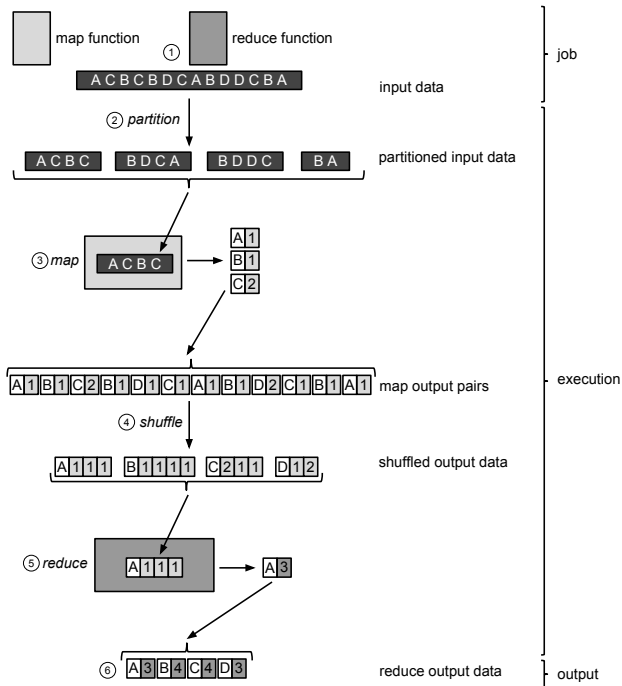 map function
reduce function
1
job
A C B C B D C A B D D C B A
input data
2 partition
A C B C
B D C A
B D D C
B A
partitioned input data
3 map
A C B C
A 1
B 1
C 2
execution
A 1 B 1 C 2 B 1 D 1 C 1 A 1 B 1 D 2 C 1 B 1 A 1
map output pairs
4 shuffle
A 1 1 1
B 1 1 1 1
C 2 1 1
D 1 2
shuffled output data
5 reduce
A 1 1 1
A 3
6
A 3 B 4 C 4 D 3
reduce output data
output